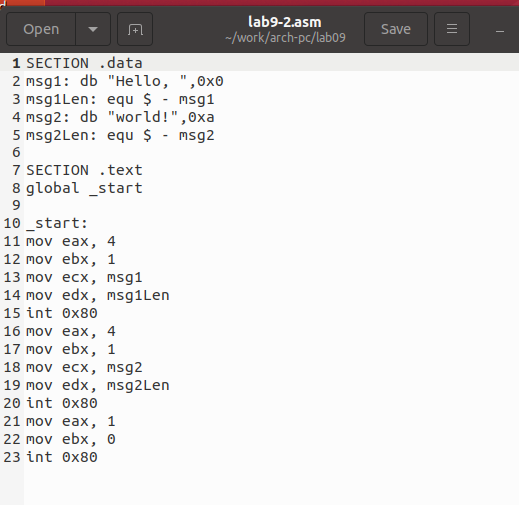 Open
lab9-2.asm
~/work/arch-pc/lab09
Save
1 SECTION .data
2 msg1: db "Hello, ",0x0
3 msg1Len: equ $ - msg1
4 msg2: db "world!",0xa
5 msg2Len: equ $ - msg2
6
7 SECTION .text
8 global _start
9
10 _start:
11 mov eax, 4
12 mov ebx, 1
13 mov ecx, msg1
14 mov edx, msg1Len
15 int 0x80
16 mov eax, 4
17 mov ebx, 1
18 mov ecx, msg2
19 mov edx, msg2Len
20 int 0x80
21 mov eax, 1
22 mov ebx, 0
23 int 0x80